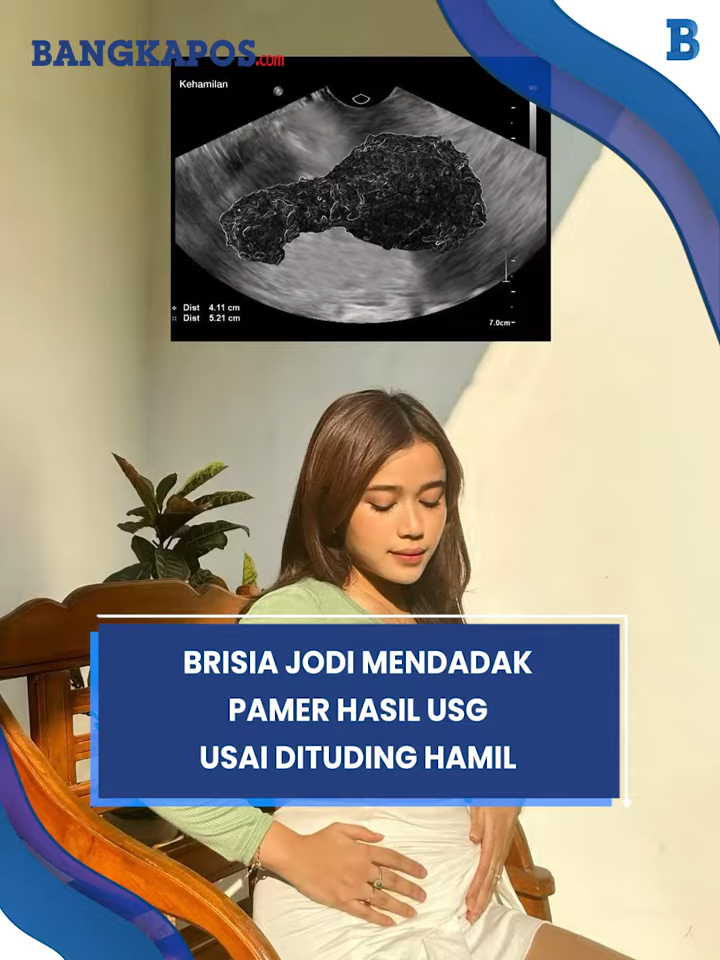 BANGKAPOS.com
B
Kehamilan
Dist 4.11 cm
Dist 5.21 cm
7.0cm
BRISIA JODI MENDADAK
PAMER HASIL USG
USAI DITUDING HAMIL